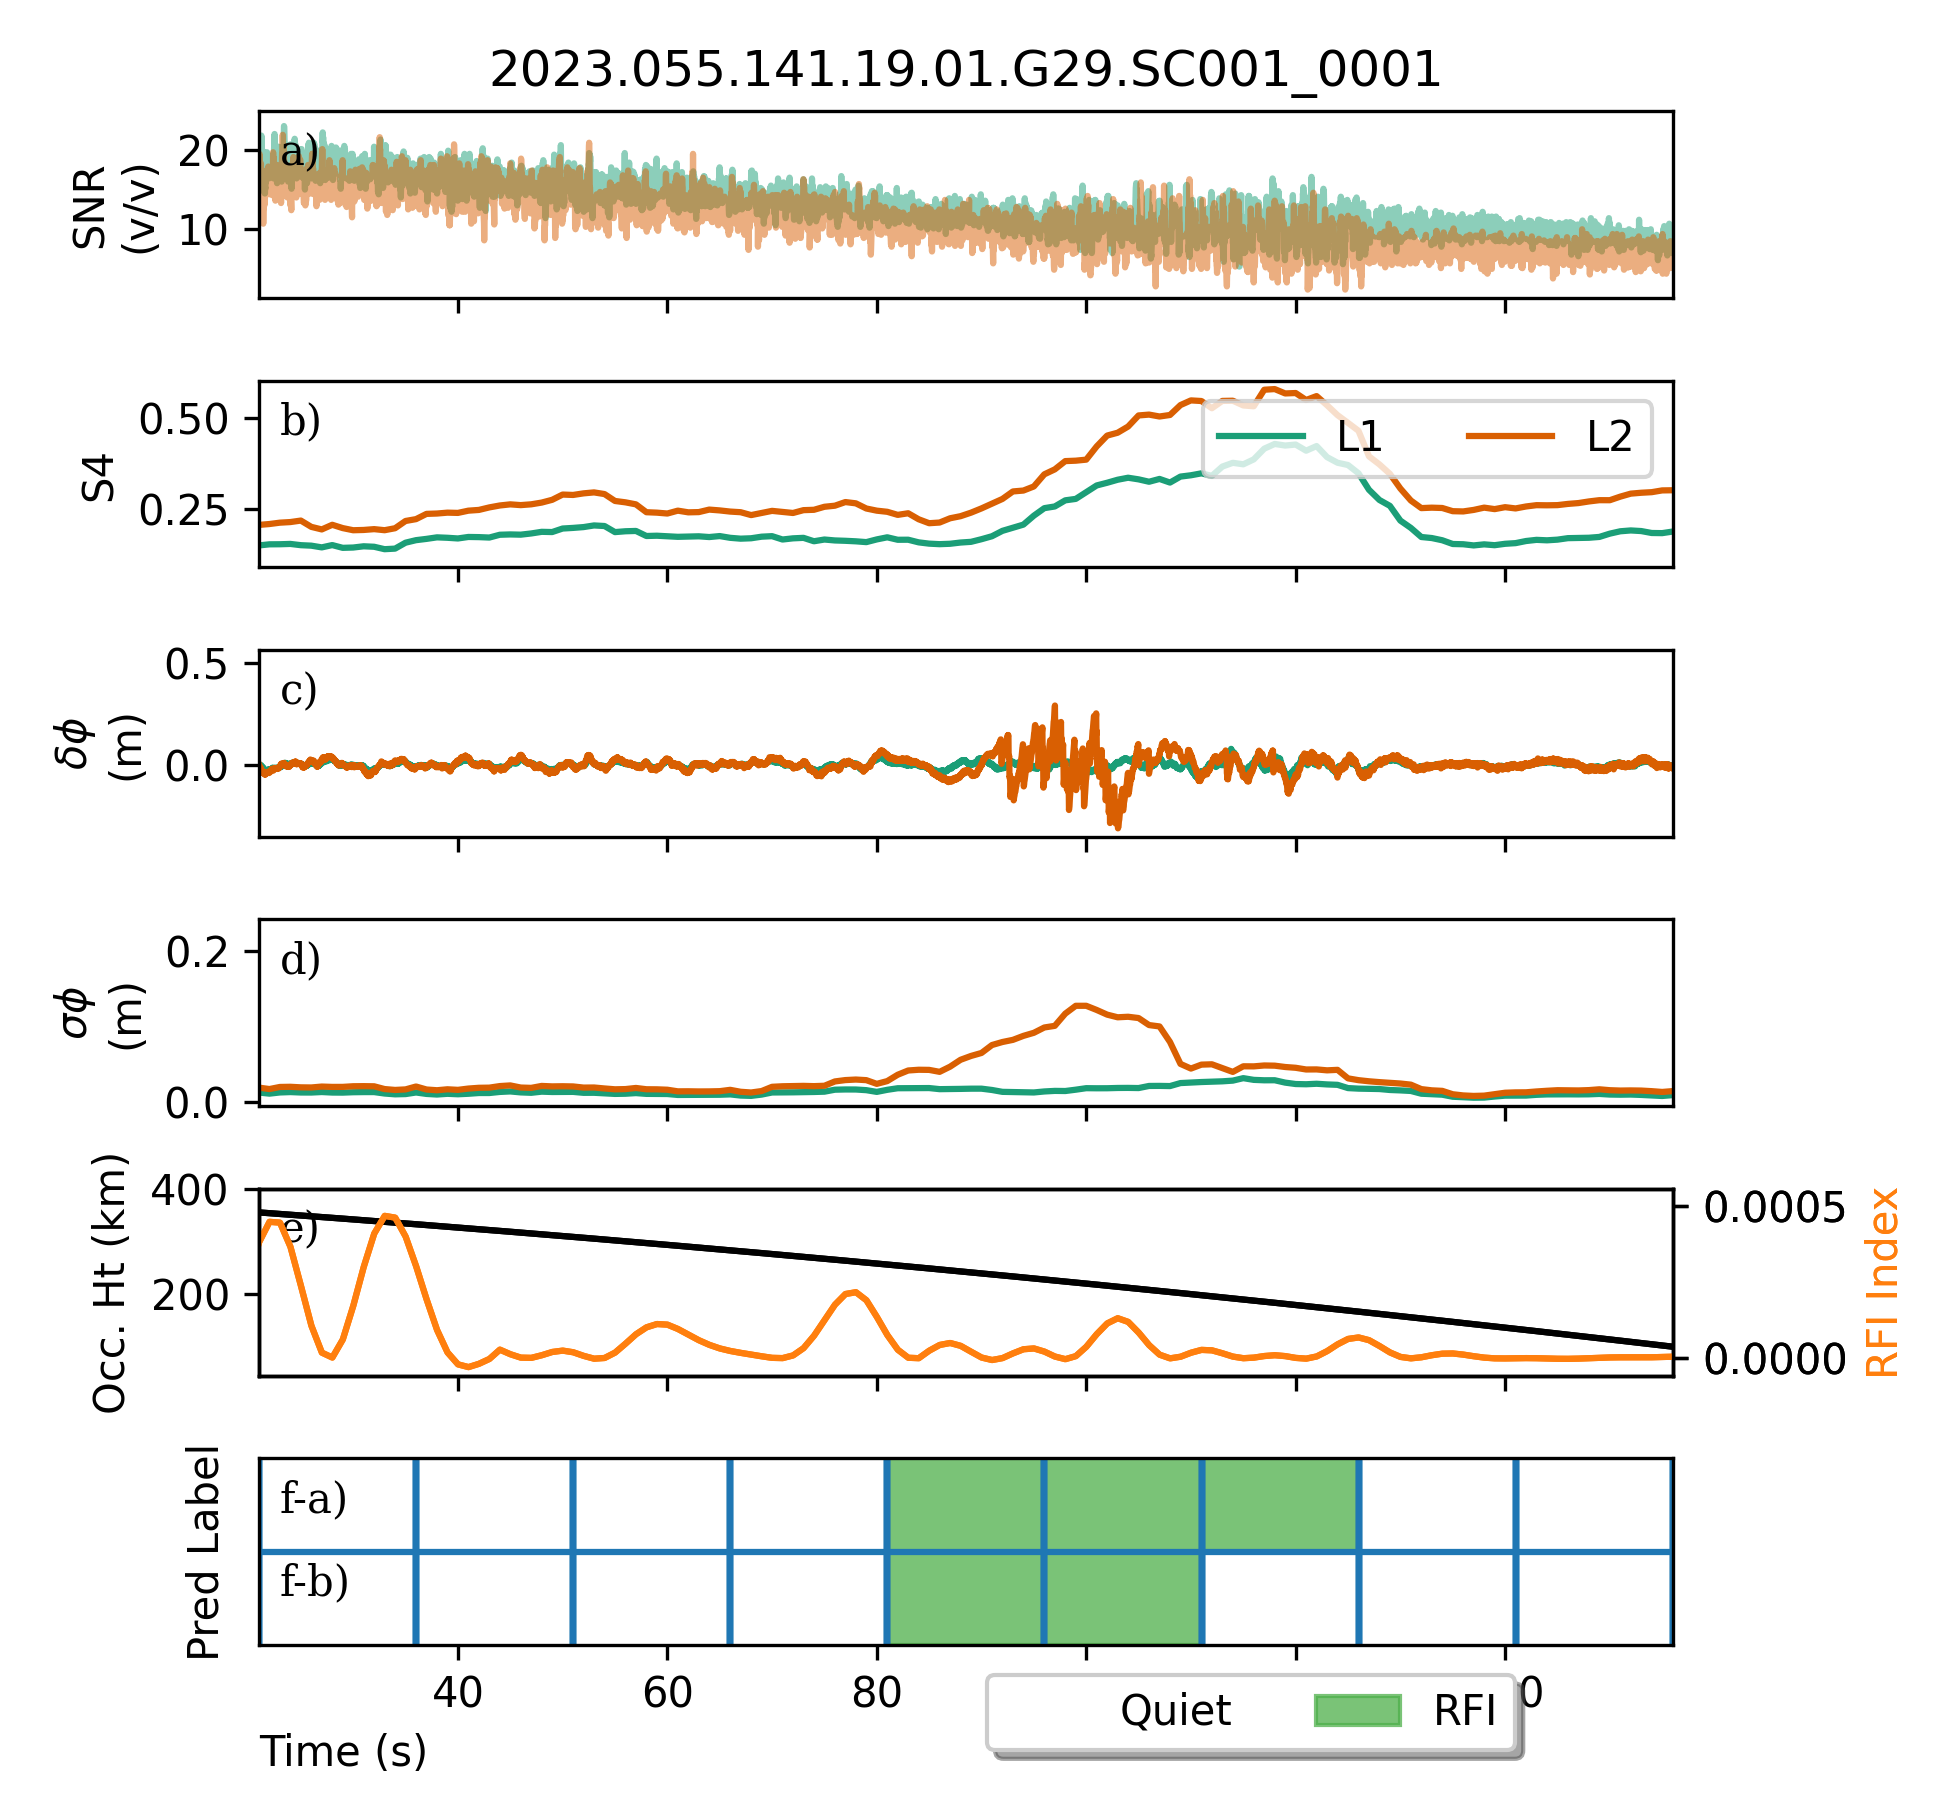 2023.055.141.19.01.G29.SC001_0001
SNR
(v/v)
20
10
a)
S4
0.50
0.25
b)
L1 L2
δϕ
(m)
0.5
0.0
c)
σϕ
(m)
0.2
0.0
d)
Occ. Ht (km)
400
200
e)
0.0005
0.0000
RFI Index
Pred Label
f-a)
f-b)
40 60 80 0
Quiet RFI
Time (s)